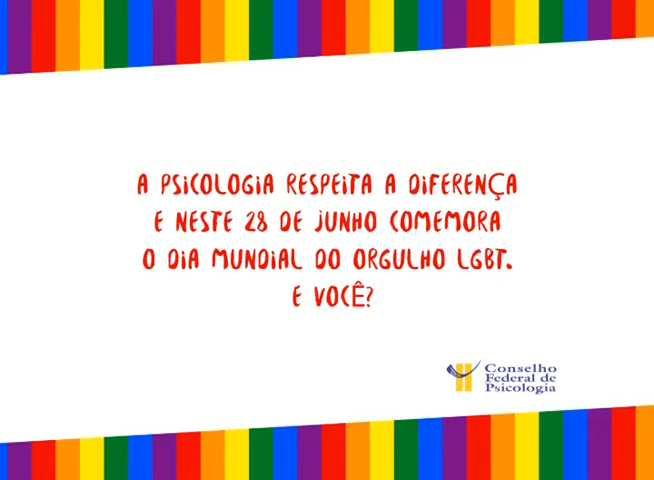 A PSICOLOGIA RESPEITA A DIFERENÇA
E NESTE 28 DE JUNHO COMEMORA
O DIA MUNDIAL DO ORGULHO LGBT.
E VOCÊ?
Conselho
Federal de
Psicologia